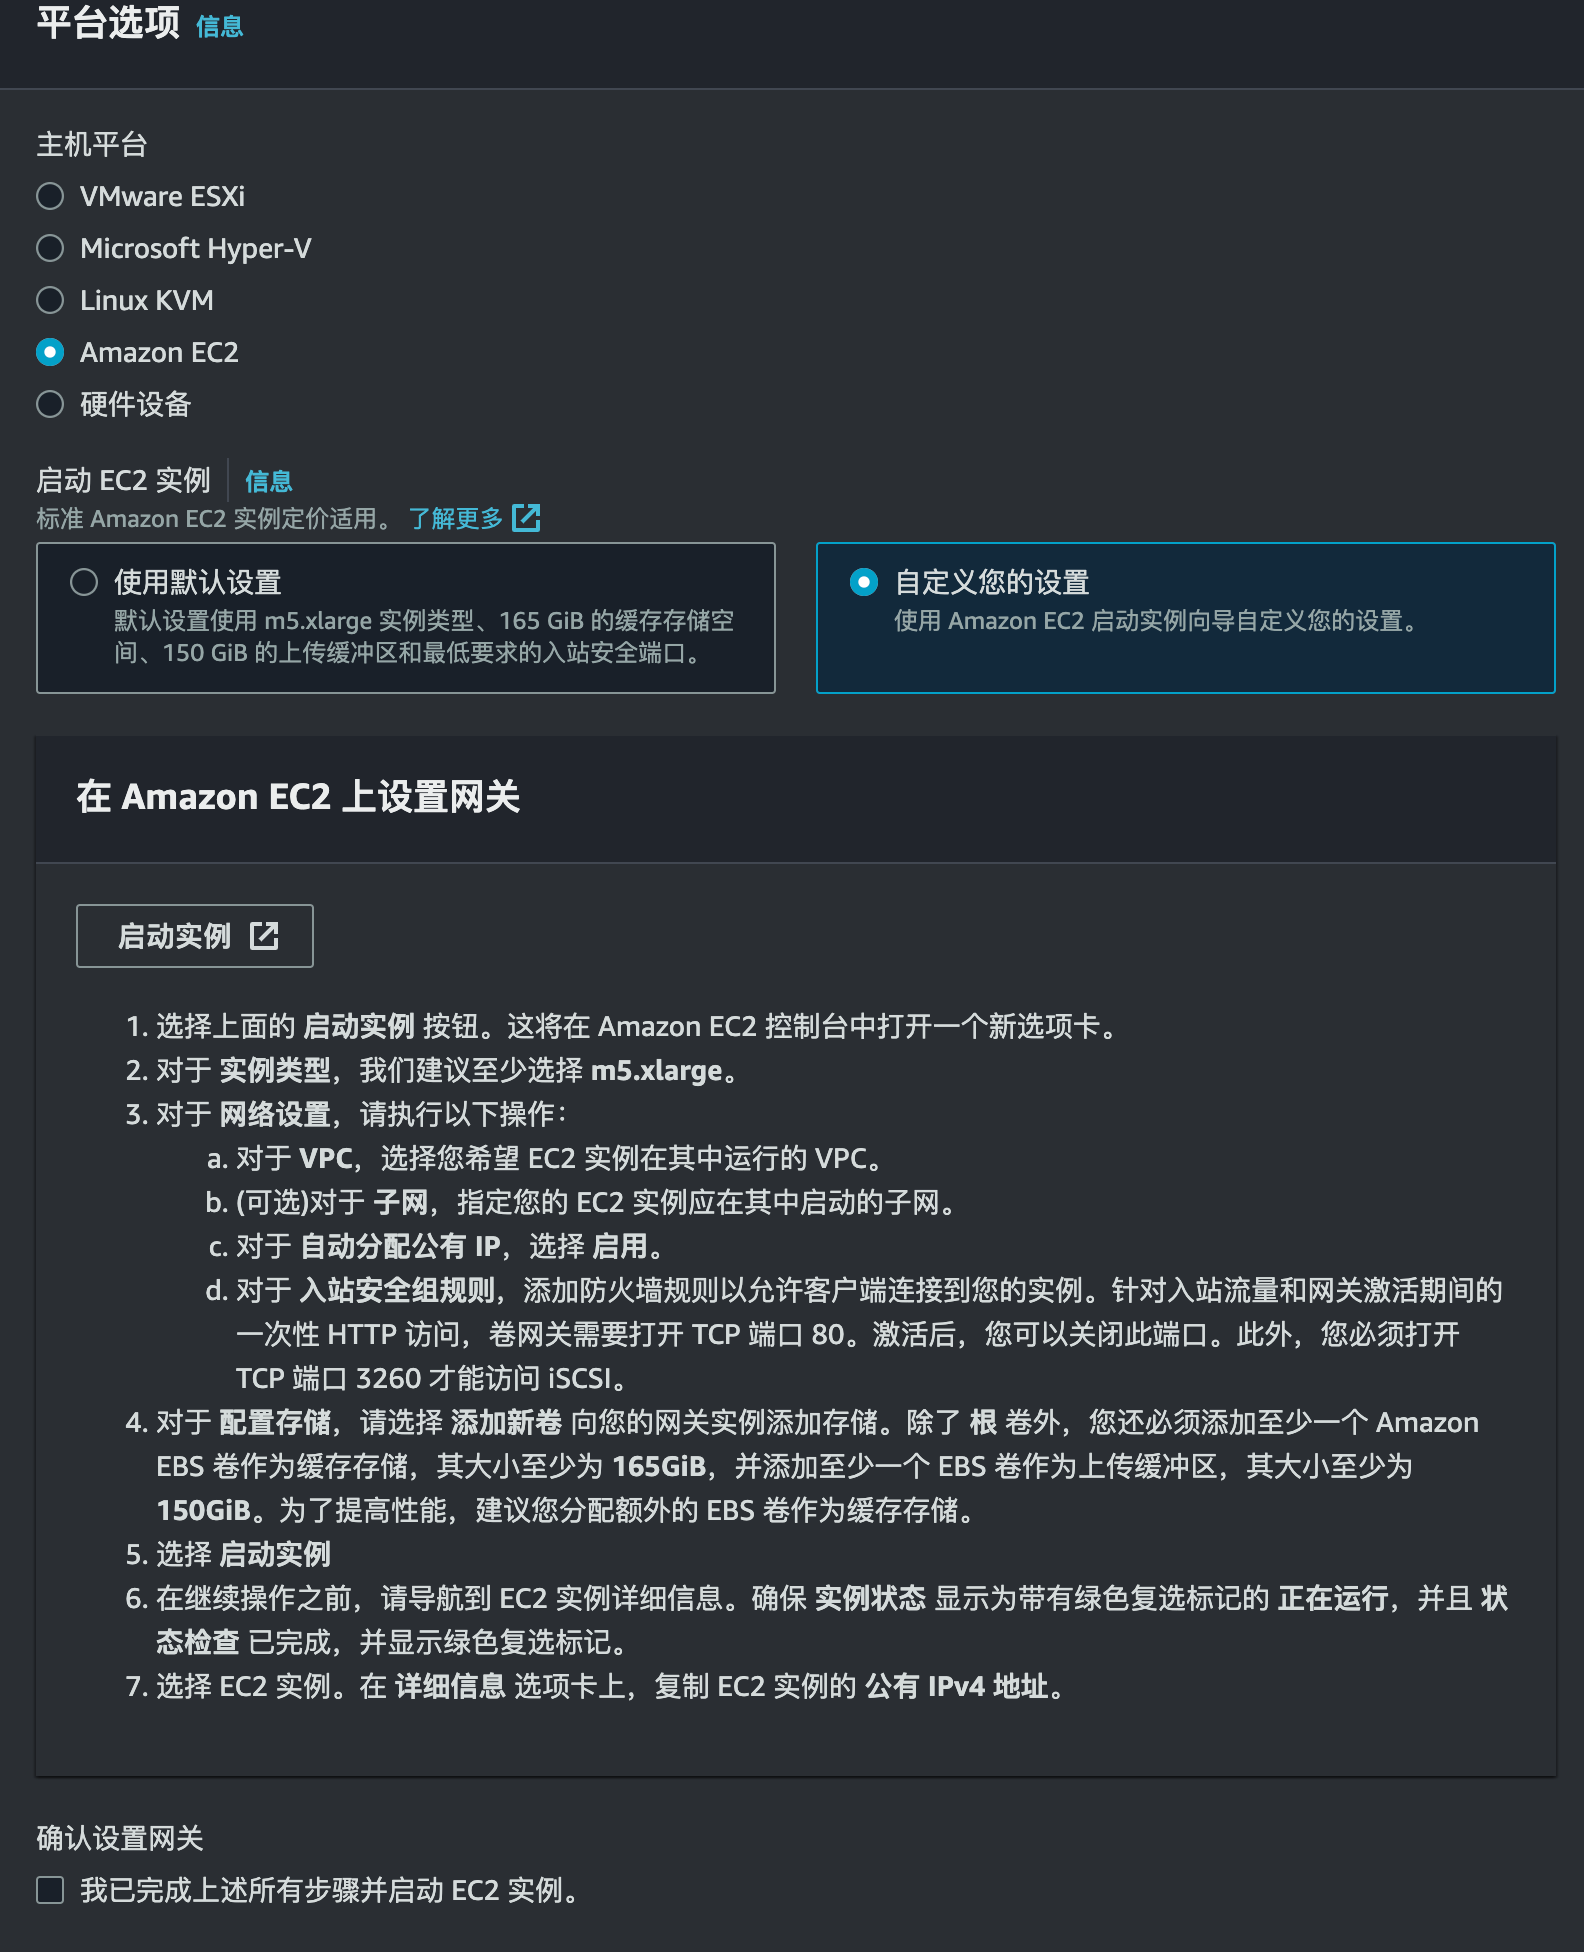 平台选项 信息
主机平台
VMware ESXi
Microsoft Hyper-V
Linux KVM
Amazon EC2
硬件设备
启动 EC2 实例 信息
标准 Amazon EC2 实例定价适用。 了解更多
使用默认设置
默认设置使用 m5.xlarge 实例类型、165 GiB 的缓存存储空
间、150 GiB 的上传缓冲区和最低要求的入站安全端口。
自定义您的设置
使用 Amazon EC2 启动实例向导自定义您的设置。
在 Amazon EC2 上设置网关
启动实例
1. 选择上面的 启动实例 按钮。这将在 Amazon EC2 控制台中打开一个新选项卡。
2. 对于 实例类型，我们建议至少选择 m5.xlarge。
3. 对于 网络设置，请执行以下操作：
a. 对于 VPC，选择您希望 EC2 实例在其中运行的 VPC。
b. (可选)对于 子网，指定您的 EC2 实例应在其中启动的子网。
c. 对于 自动分配公有 IP，选择 启用。
d. 对于 入站安全组规则，添加防火墙规则以允许客户端连接到您的实例。针对入站流量和网关激活期间的
一次性 HTTP 访问，卷网关需要打开 TCP 端口 80。激活后，您可以关闭此端口。此外，您必须打开
TCP 端口 3260 才能访问 iSCSI。
4. 对于 配置存储，请选择 添加新卷 向您的网关实例添加存储。除了 根 卷外，您还必须添加至少一个 Amazon
EBS 卷作为缓存存储，其大小至少为 165GiB，并添加至少一个 EBS 卷作为上传缓冲区，其大小至少为
150GiB。为了提高性能，建议您分配额外的 EBS 卷作为缓存存储。
5. 选择 启动实例
6. 在继续操作之前，请导航到 EC2 实例详细信息。确保 实例状态 显示为带有绿色复选标记的 正在运行，并且 状
态检查 已完成，并显示绿色复选标记。
7. 选择 EC2 实例。在 详细信息 选项卡上，复制 EC2 实例的 公有 IPv4 地址。
确认设置网关
我已完成上述所有步骤并启动 EC2 实例。